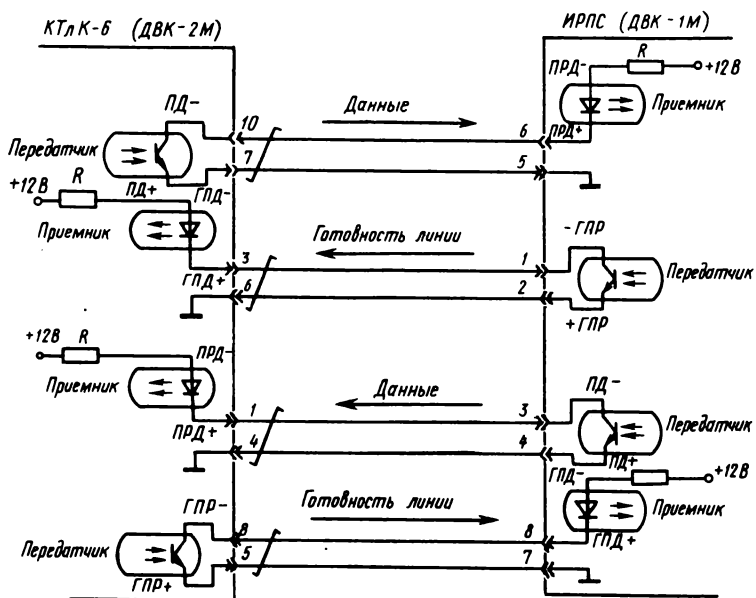 КТлК-6 (ДВК-2М)
ИРПС (ДВК-1М)
ПД-
10
Данные
6
ПРД-
R
+12В
Приемник
ПРД+
Передатчик
7
5
+12В
R
ПД+
ГПД-
Приемник
3
Готовность линии
1
-ГПР
Передатчик
ГПД+
6
2
+ГПР
+12В
R
ПРД-
Приемник
1
Данные
3
ПД-
Передатчик
ПРД+
4
4
ПД+
ГПД-
+12В
ГПР-
8
Готовность линии
8
Приемник
ГПД+
Передатчик
5
7
ГПР+